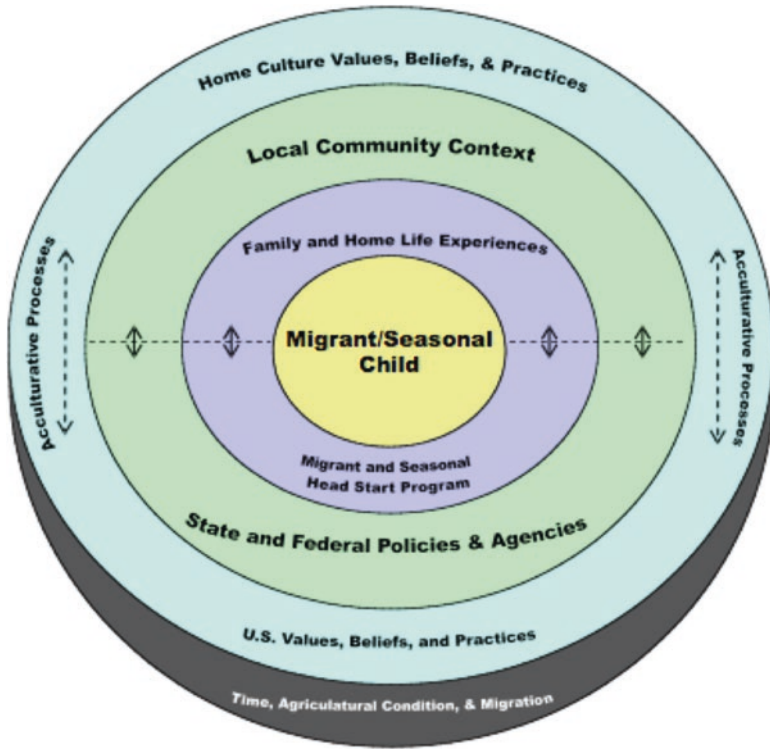 Home Culture Values, Beliefs, & Practices
Local Community Context
Family and Home Life Experiences
Acculturative Processes
Acculturative Processes
Migrant/Seasonal
Child
Migrant and Seasonal
Head Start Program
State and Federal Policies & Agencies
U.S. Values, Beliefs, and Practices
Time, Agriculatural Condition, & Migration